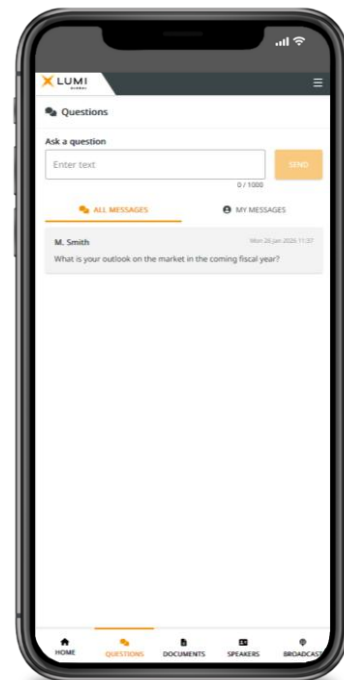 LUMI
GLOBAL
Questions
Ask a question
Enter text
SEND
0 / 1000
ALL MESSAGES
MY MESSAGES
M. Smith
Mon 26 Jan 2026 11:37
What is your outlook on the market in the coming fiscal year?
HOME
QUESTIONS
DOCUMENTS
SPEAKERS
BROADCAST